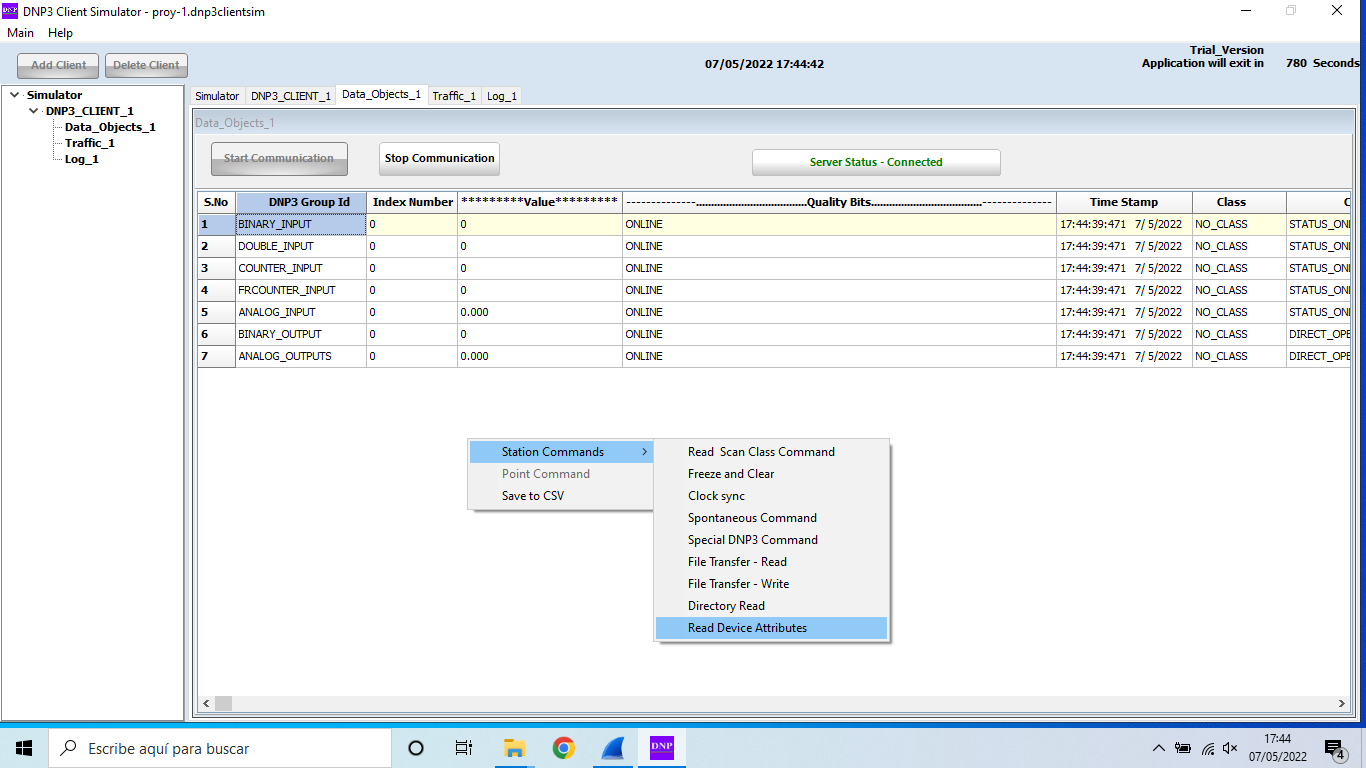 DNP DNP3 Client Simulator - proy-1.dnp3clientsim
Main Help
Add Client Delete Client
07/05/2022 17:44:42
Trial_Version
Application will exit in 780 Seconds
Simulator
DNP3_CLIENT_1
Data_Objects_1
Traffic_1
Log_1
Simulator DNP3_CLIENT_1 Data_Objects_1 Traffic_1 Log_1
Data_Objects_1
Start Communication Stop Communication Server Status - Connected
S.No DNP3 Group Id Index Number *********Value********* --------------.....................................Quality Bits.....................................-------------- Time Stamp Class C
1 BINARY_INPUT 0 0 ONLINE 17:44:39:471 7/ 5/2022 NO_CLASS STATUS_ONL
2 DOUBLE_INPUT 0 0 ONLINE 17:44:39:471 7/ 5/2022 NO_CLASS STATUS_ONL
3 COUNTER_INPUT 0 0 ONLINE 17:44:39:471 7/ 5/2022 NO_CLASS STATUS_ONL
4 FRCOUNTER_INPUT 0 0 ONLINE 17:44:39:471 7/ 5/2022 NO_CLASS STATUS_ONL
5 ANALOG_INPUT 0 0.000 ONLINE 17:44:39:471 7/ 5/2022 NO_CLASS STATUS_ONL
6 BINARY_OUTPUT 0 0 ONLINE 17:44:39:471 7/ 5/2022 NO_CLASS DIRECT_OPE
7 ANALOG_OUTPUTS 0 0.000 ONLINE 17:44:39:471 7/ 5/2022 NO_CLASS DIRECT_OPE
Station Commands
Point Command
Save to CSV
Read  Scan Class Command
Freeze and Clear
Clock sync
Spontaneous Command
Special DNP3 Command
File Transfer - Read
File Transfer - Write
Directory Read
Read Device Attributes
Escribe aquí para buscar
DNP
17:44
07/05/2022
4